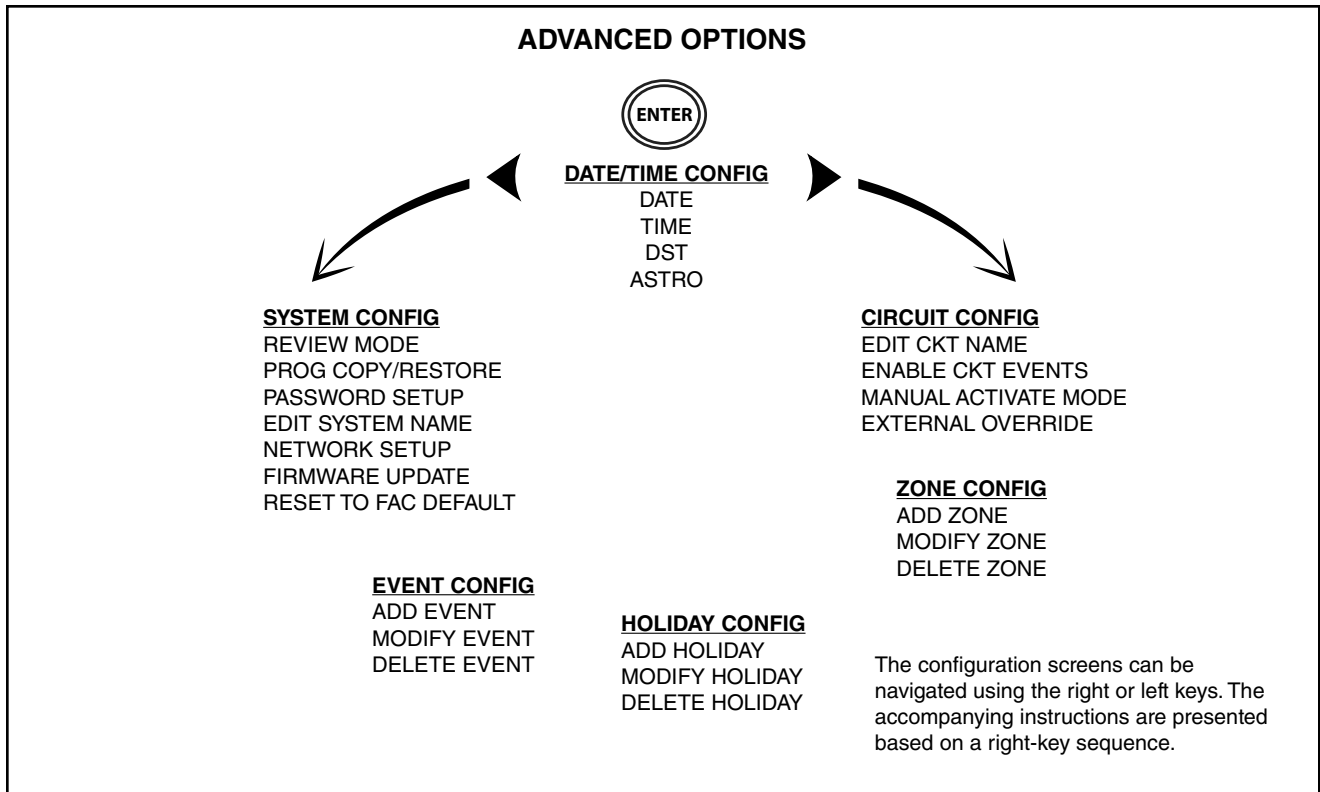 ADVANCED OPTIONS
ENTER
DATE/TIME CONFIG
DATE
TIME
DST
ASTRO
SYSTEM CONFIG
REVIEW MODE
PROG COPY/RESTORE
PASSWORD SETUP
EDIT SYSTEM NAME
NETWORK SETUP
FIRMWARE UPDATE
RESET TO FAC DEFAULT
CIRCUIT CONFIG
EDIT CKT NAME
ENABLE CKT EVENTS
MANUAL ACTIVATE MODE
EXTERNAL OVERRIDE
ZONE CONFIG
ADD ZONE
MODIFY ZONE
DELETE ZONE
EVENT CONFIG
ADD EVENT
MODIFY EVENT
DELETE EVENT
HOLIDAY CONFIG
ADD HOLIDAY
MODIFY HOLIDAY
DELETE HOLIDAY
The configuration screens can be
navigated using the right or left keys. The
accompanying instructions are presented
based on a right-key sequence.